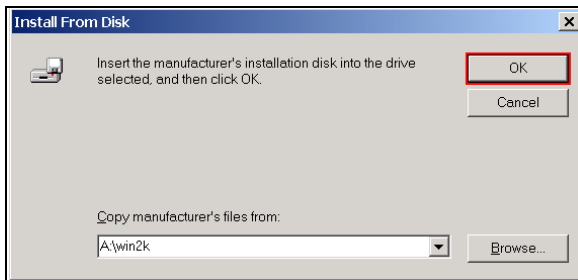 Install From Disk
Insert the manufacturer's installation disk into the drive
selected, and then click OK.
OK
Cancel
Copy manufacturer's files from:
A:\win2k
Browse...